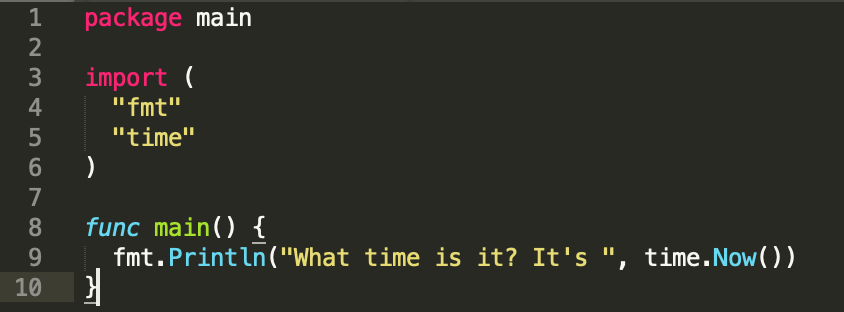 1 package main
2
3 import (
4 "fmt"
5 "time"
6 )
7
8 func main() {
9 fmt.Println("What time is it? It's ", time.Now())
10 }